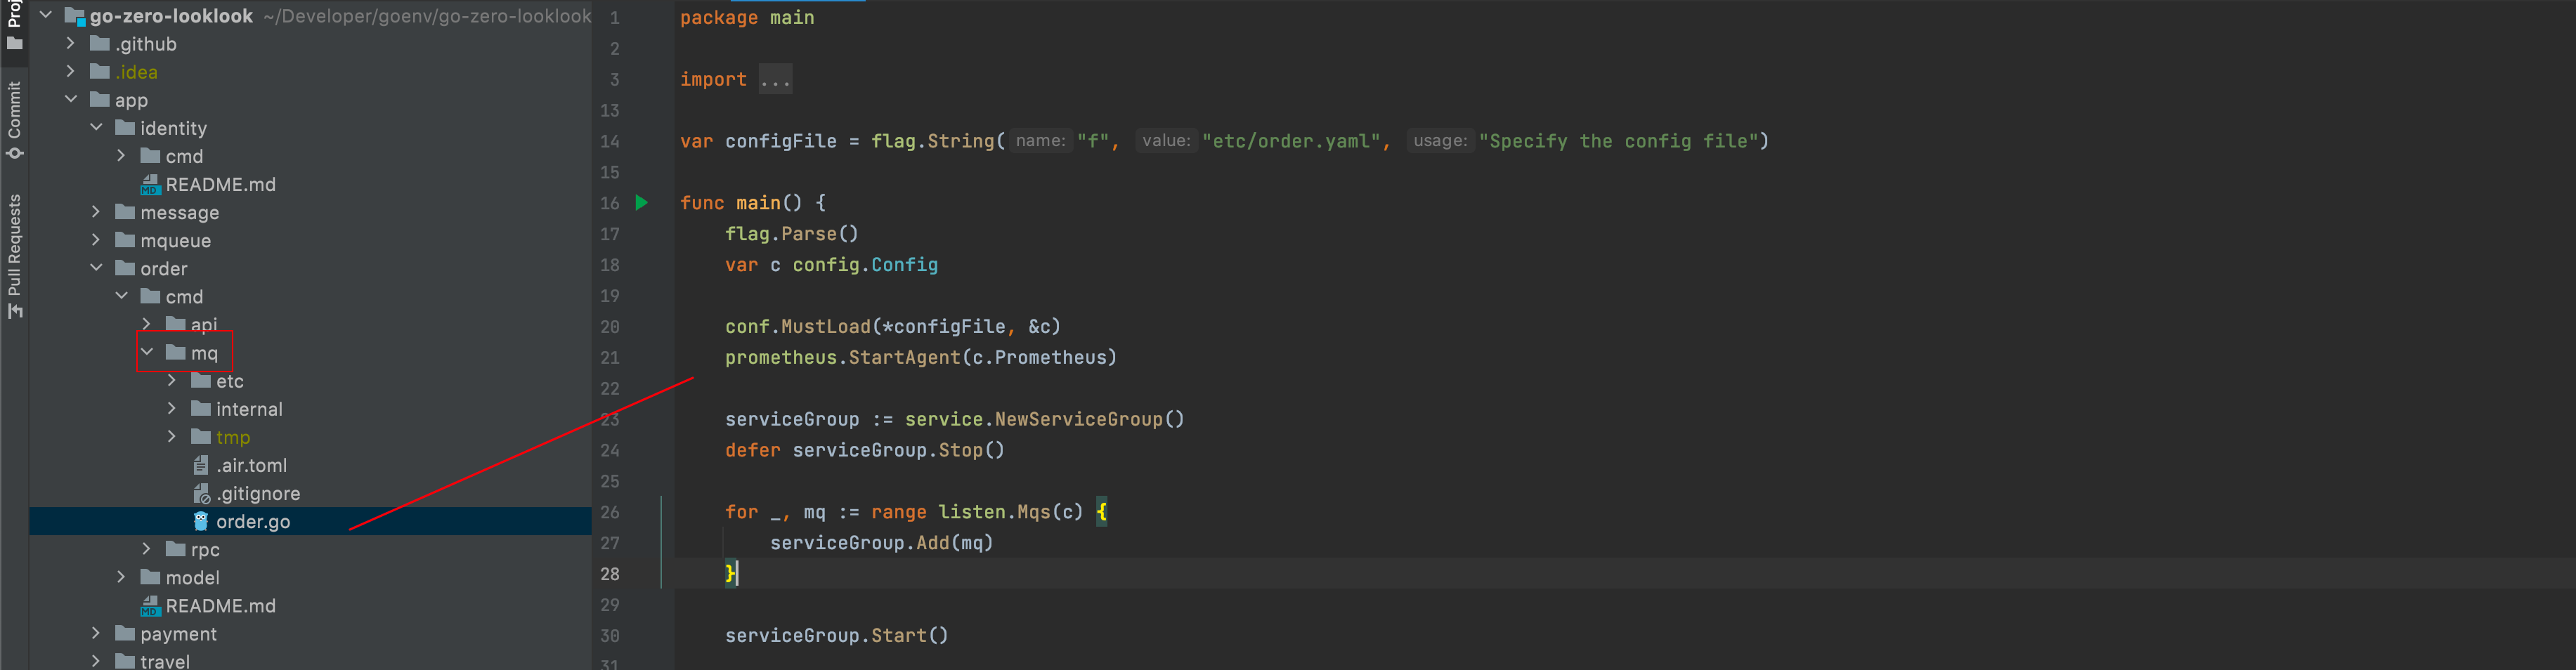 Proj
Commit
Pull Requests
go-zero-looklook ~/Developer/goenv/go-zero-looklook
.github
.idea
app
identity
cmd
README.md
message
mqueue
order
cmd
api
mq
etc
internal
tmp
.air.toml
.gitignore
order.go
rpc
model
README.md
payment
travel
1 package main
2
3 import ...
13
14 var configFile = flag.String( name: "f", value: "etc/order.yaml", usage: "Specify the config file")
15
16 func main() {
17 flag.Parse()
18 var c config.Config
19
20 conf.MustLoad(*configFile, &c)
21 prometheus.StartAgent(c.Prometheus)
22
23 serviceGroup := service.NewServiceGroup()
24 defer serviceGroup.Stop()
25
26 for _, mq := range listen.Mqs(c) {
27 serviceGroup.Add(mq)
28 }
29
30 serviceGroup.Start()
31